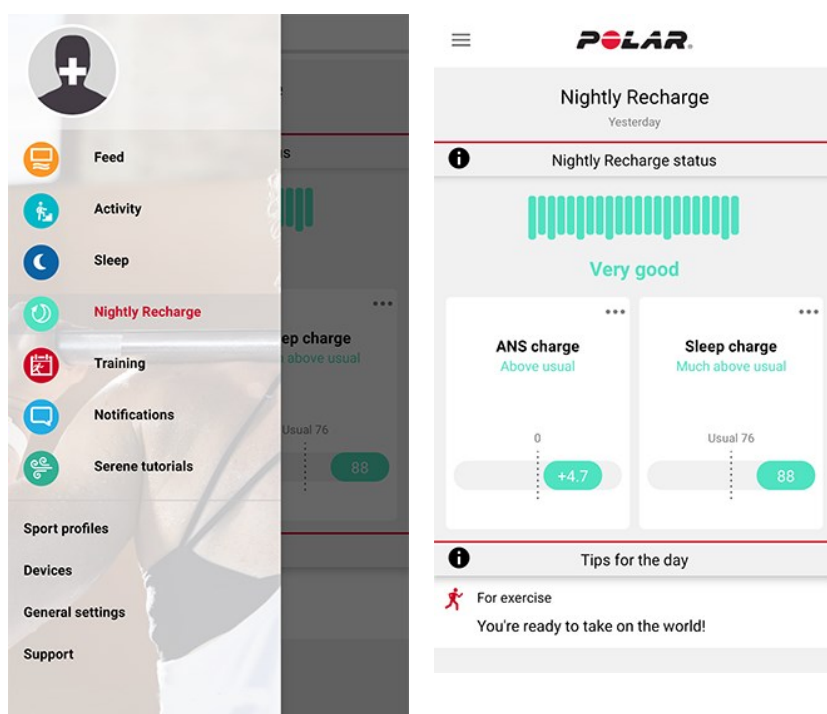 Feed
Activity
Sleep
Nightly Recharge
Training
Notifications
Serene tutorials
Sport profiles
Devices
General settings
Support
ep charge
above usual
Usual 76
88
POLAR.
Nightly Recharge
Yesterday
Nightly Recharge status
Very good
ANS charge
Above usual
0
+4.7
Sleep charge
Much above usual
Usual 76
88
Tips for the day
For exercise
You're ready to take on the world!